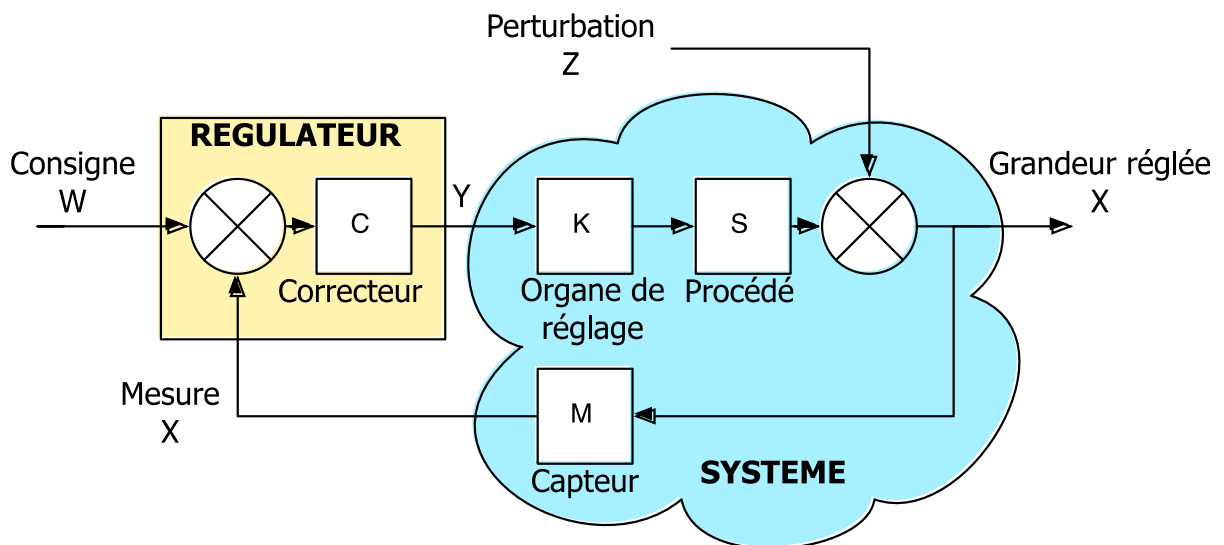 Perturbation
Z
REGULATEUR
Consigne
W
C
Correcteur
Y
K
Organe de
réglage
S
Procédé
Grandeur réglée
X
Mesure
X
M
Capteur
SYSTEME